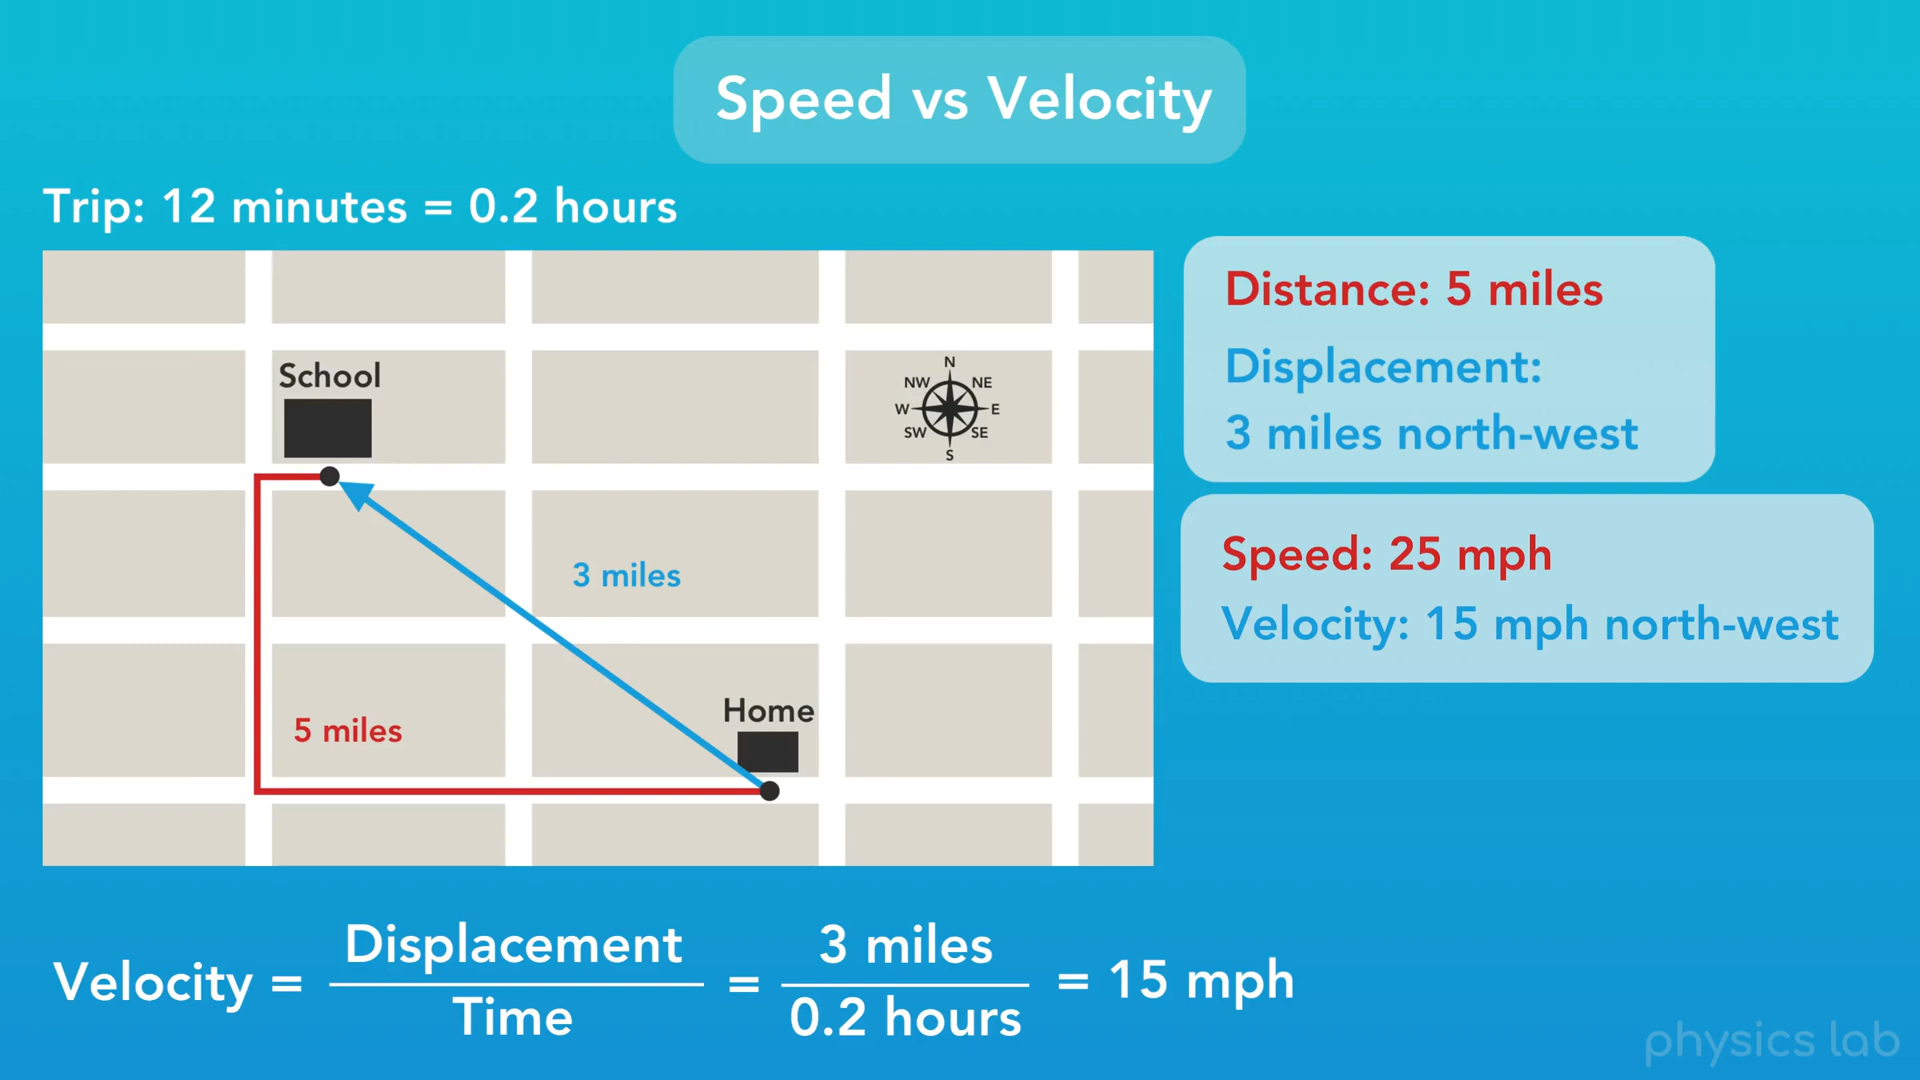 Speed vs Velocity
Trip: 12 minutes = 0.2 hours
School
N
NW NE
W E
SW SE
S
3 miles
Home
5 miles
Distance: 5 miles
Displacement:
3 miles north-west
Speed: 25 mph
Velocity: 15 mph north-west
Velocity = Displacement / Time = 3 miles / 0.2 hours = 15 mph
physics lab